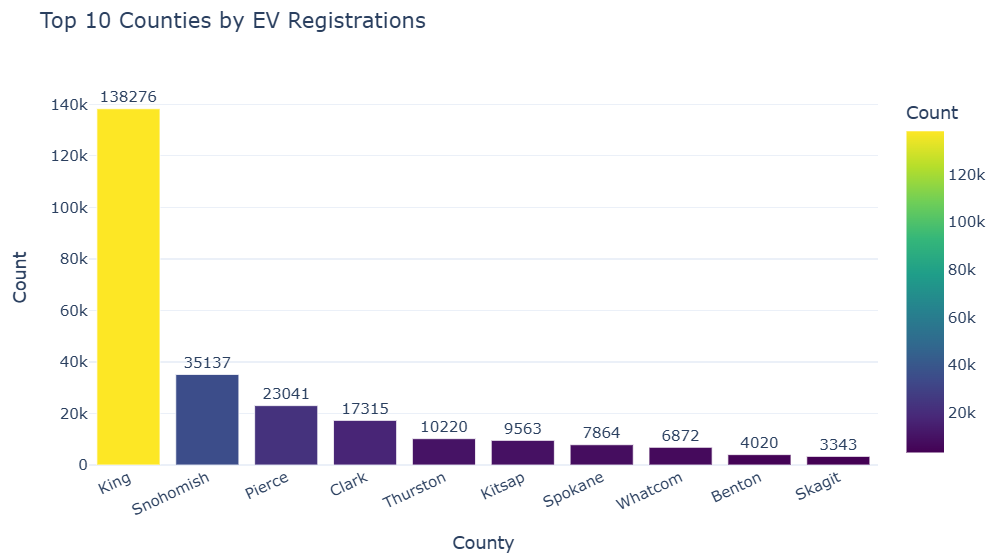 Top 10 Counties by EV Registrations
Count
140k
120k
100k
80k
60k
40k
20k
0
138276
35137
23041
17315
10220
9563
7864
6872
4020
3343
King
Snohomish
Pierce
Clark
Thurston
Kitsap
Spokane
Whatcom
Benton
Skagit
County
Count
120k
100k
80k
60k
40k
20k